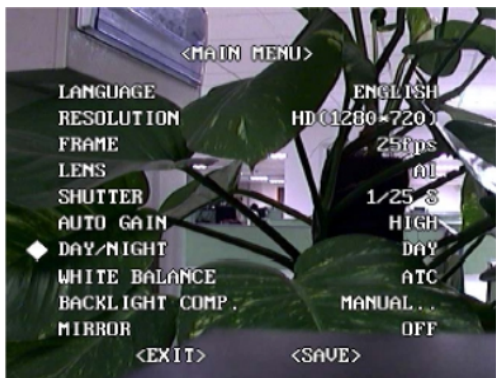 <MAIN MENU>
LANGUAGE ENGLISH
RESOLUTION HD(1280*720)
FRAME 25fps
LENS AI
SHUTTER 1/25 S
AUTO GAIN HIGH
DAY/NIGHT DAY
WHITE BALANCE ATC
BACKLIGHT COMP. MANUAL..
MIRROR OFF
<EXIT> <SAVE>